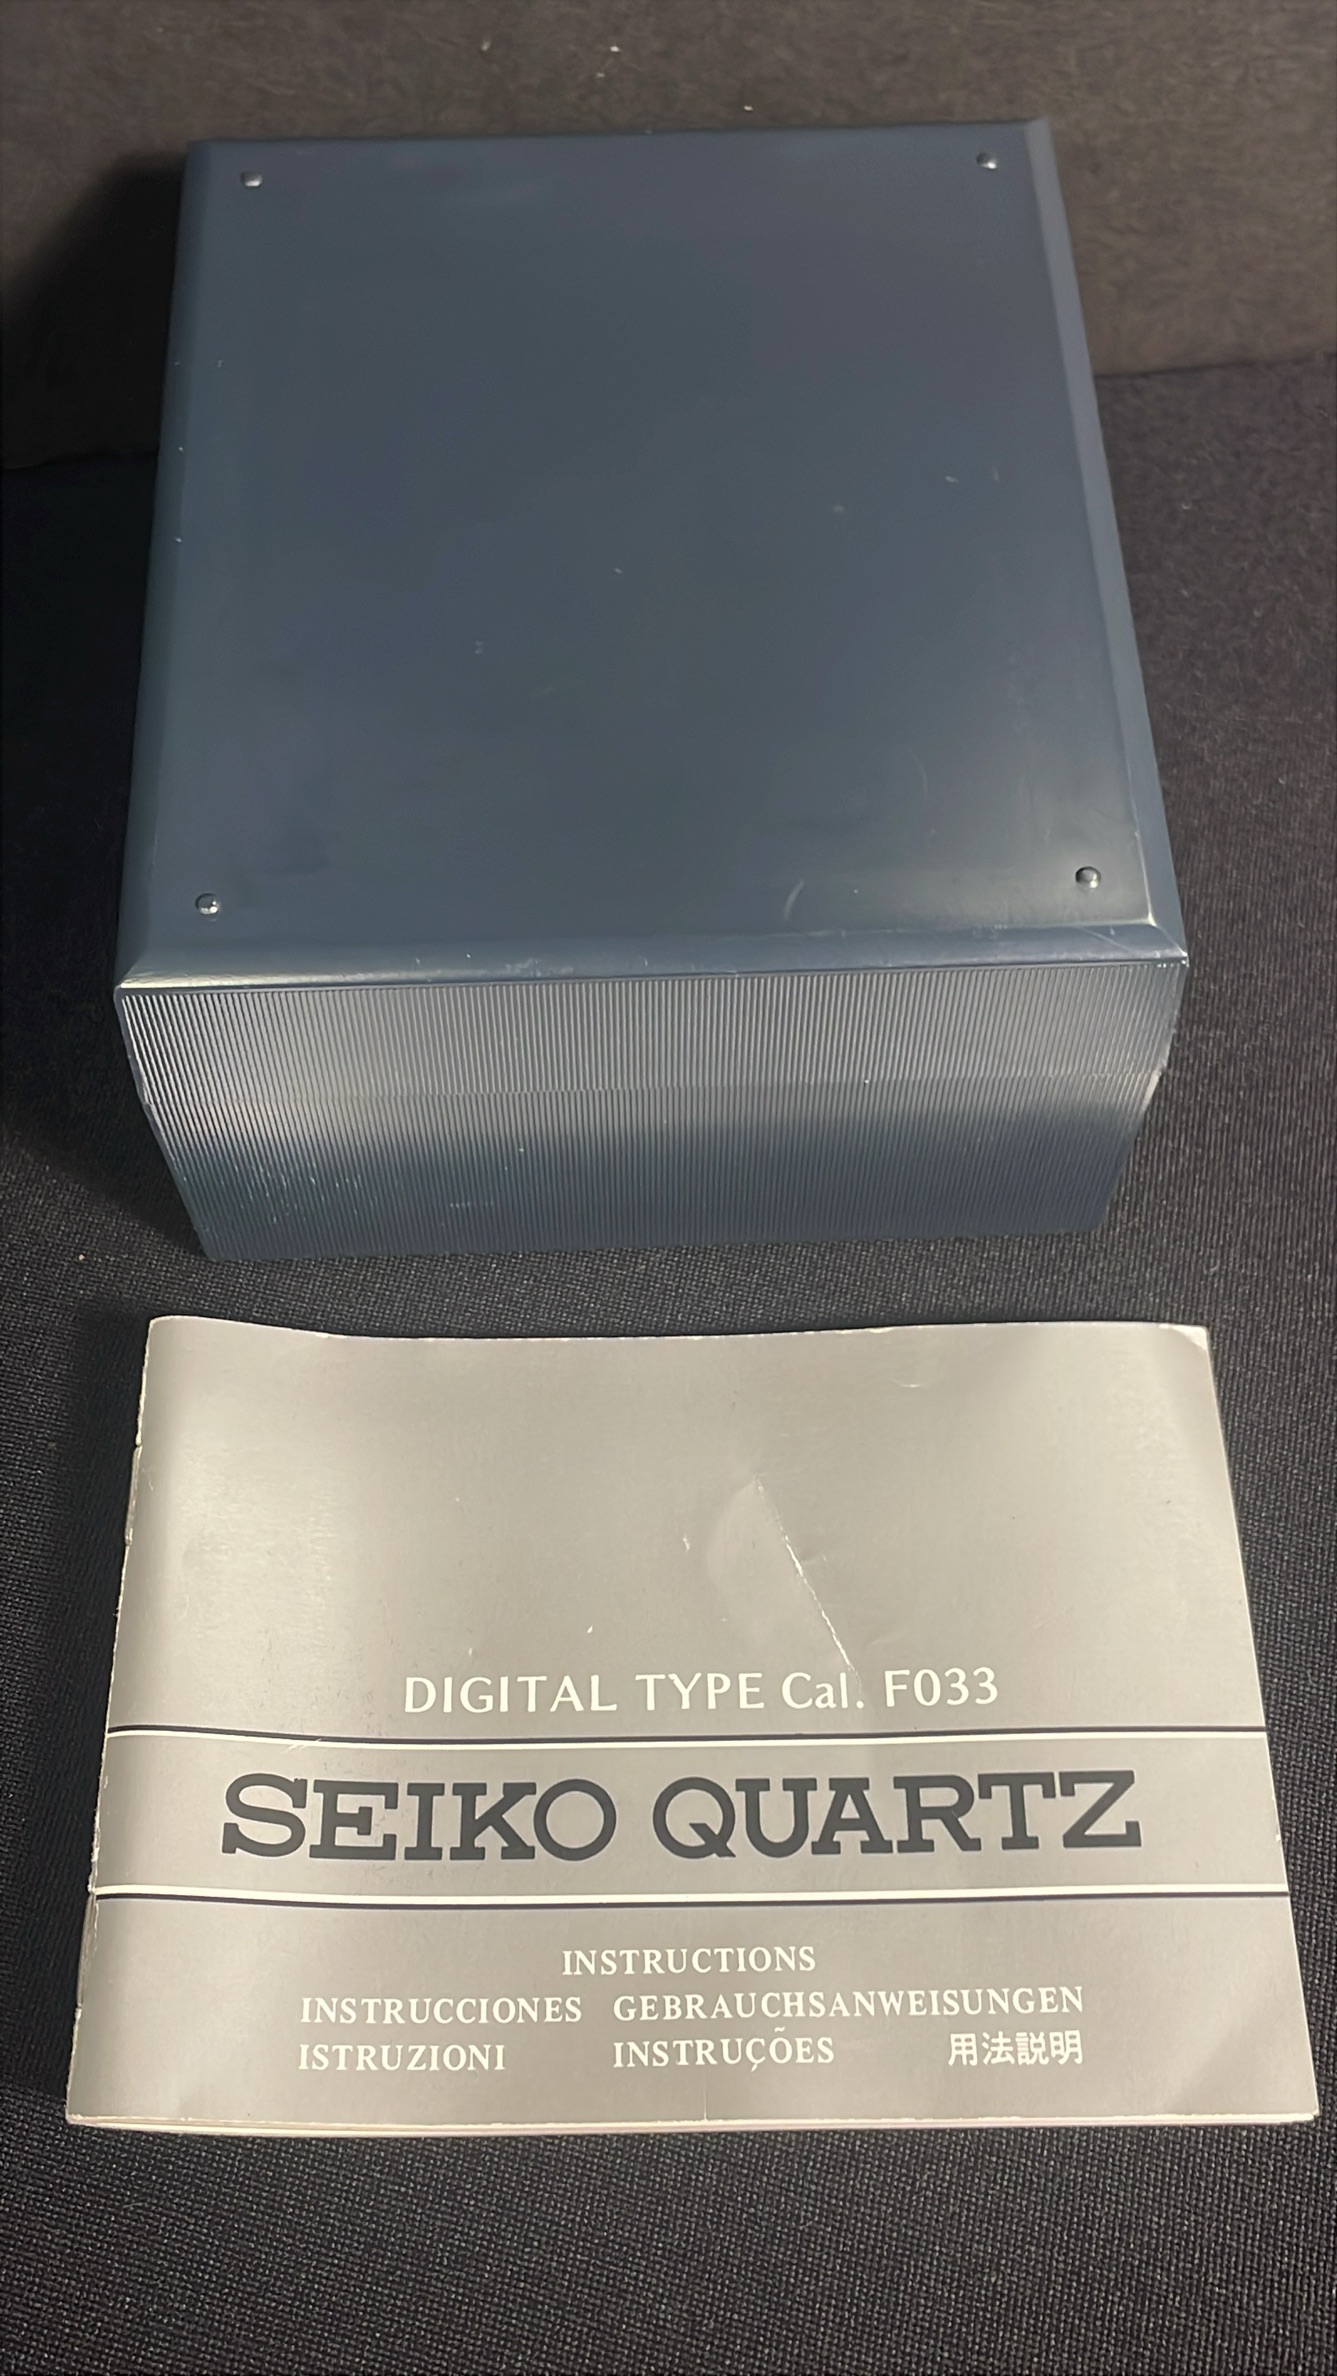 DIGITAL TYPE Cal. F033
SEIKO QUARTZ
INSTRUCTIONS
INSTRUCCIONES GEBRAUCHSANWEISUNGEN
ISTRUZIONI INSTRUÇÕES 用法説明